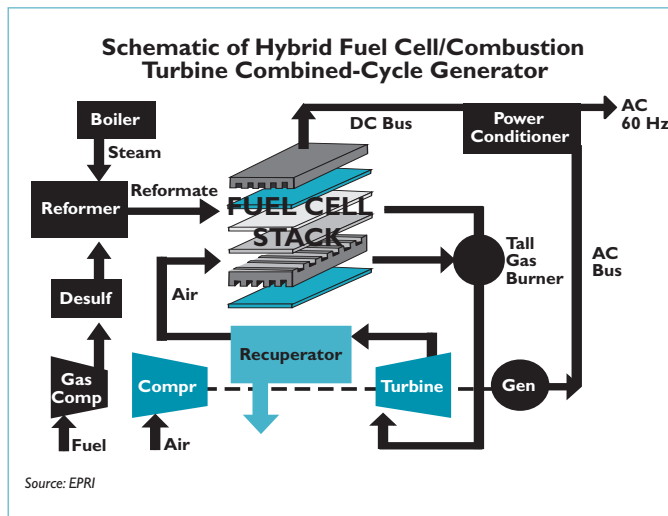 Schematic of Hybrid Fuel Cell/Combustion
Turbine Combined-Cycle Generator
Boiler
Steam
Reformer
Reformate
Desulf
Gas
Comp
Fuel
Air
Compr
Air
Recuperator
FUEL CELL
STACK
DC Bus
Power
Conditioner
AC
60 Hz
Tall
Gas
Burner
AC
Bus
Turbine
Gen
Source: EPRI